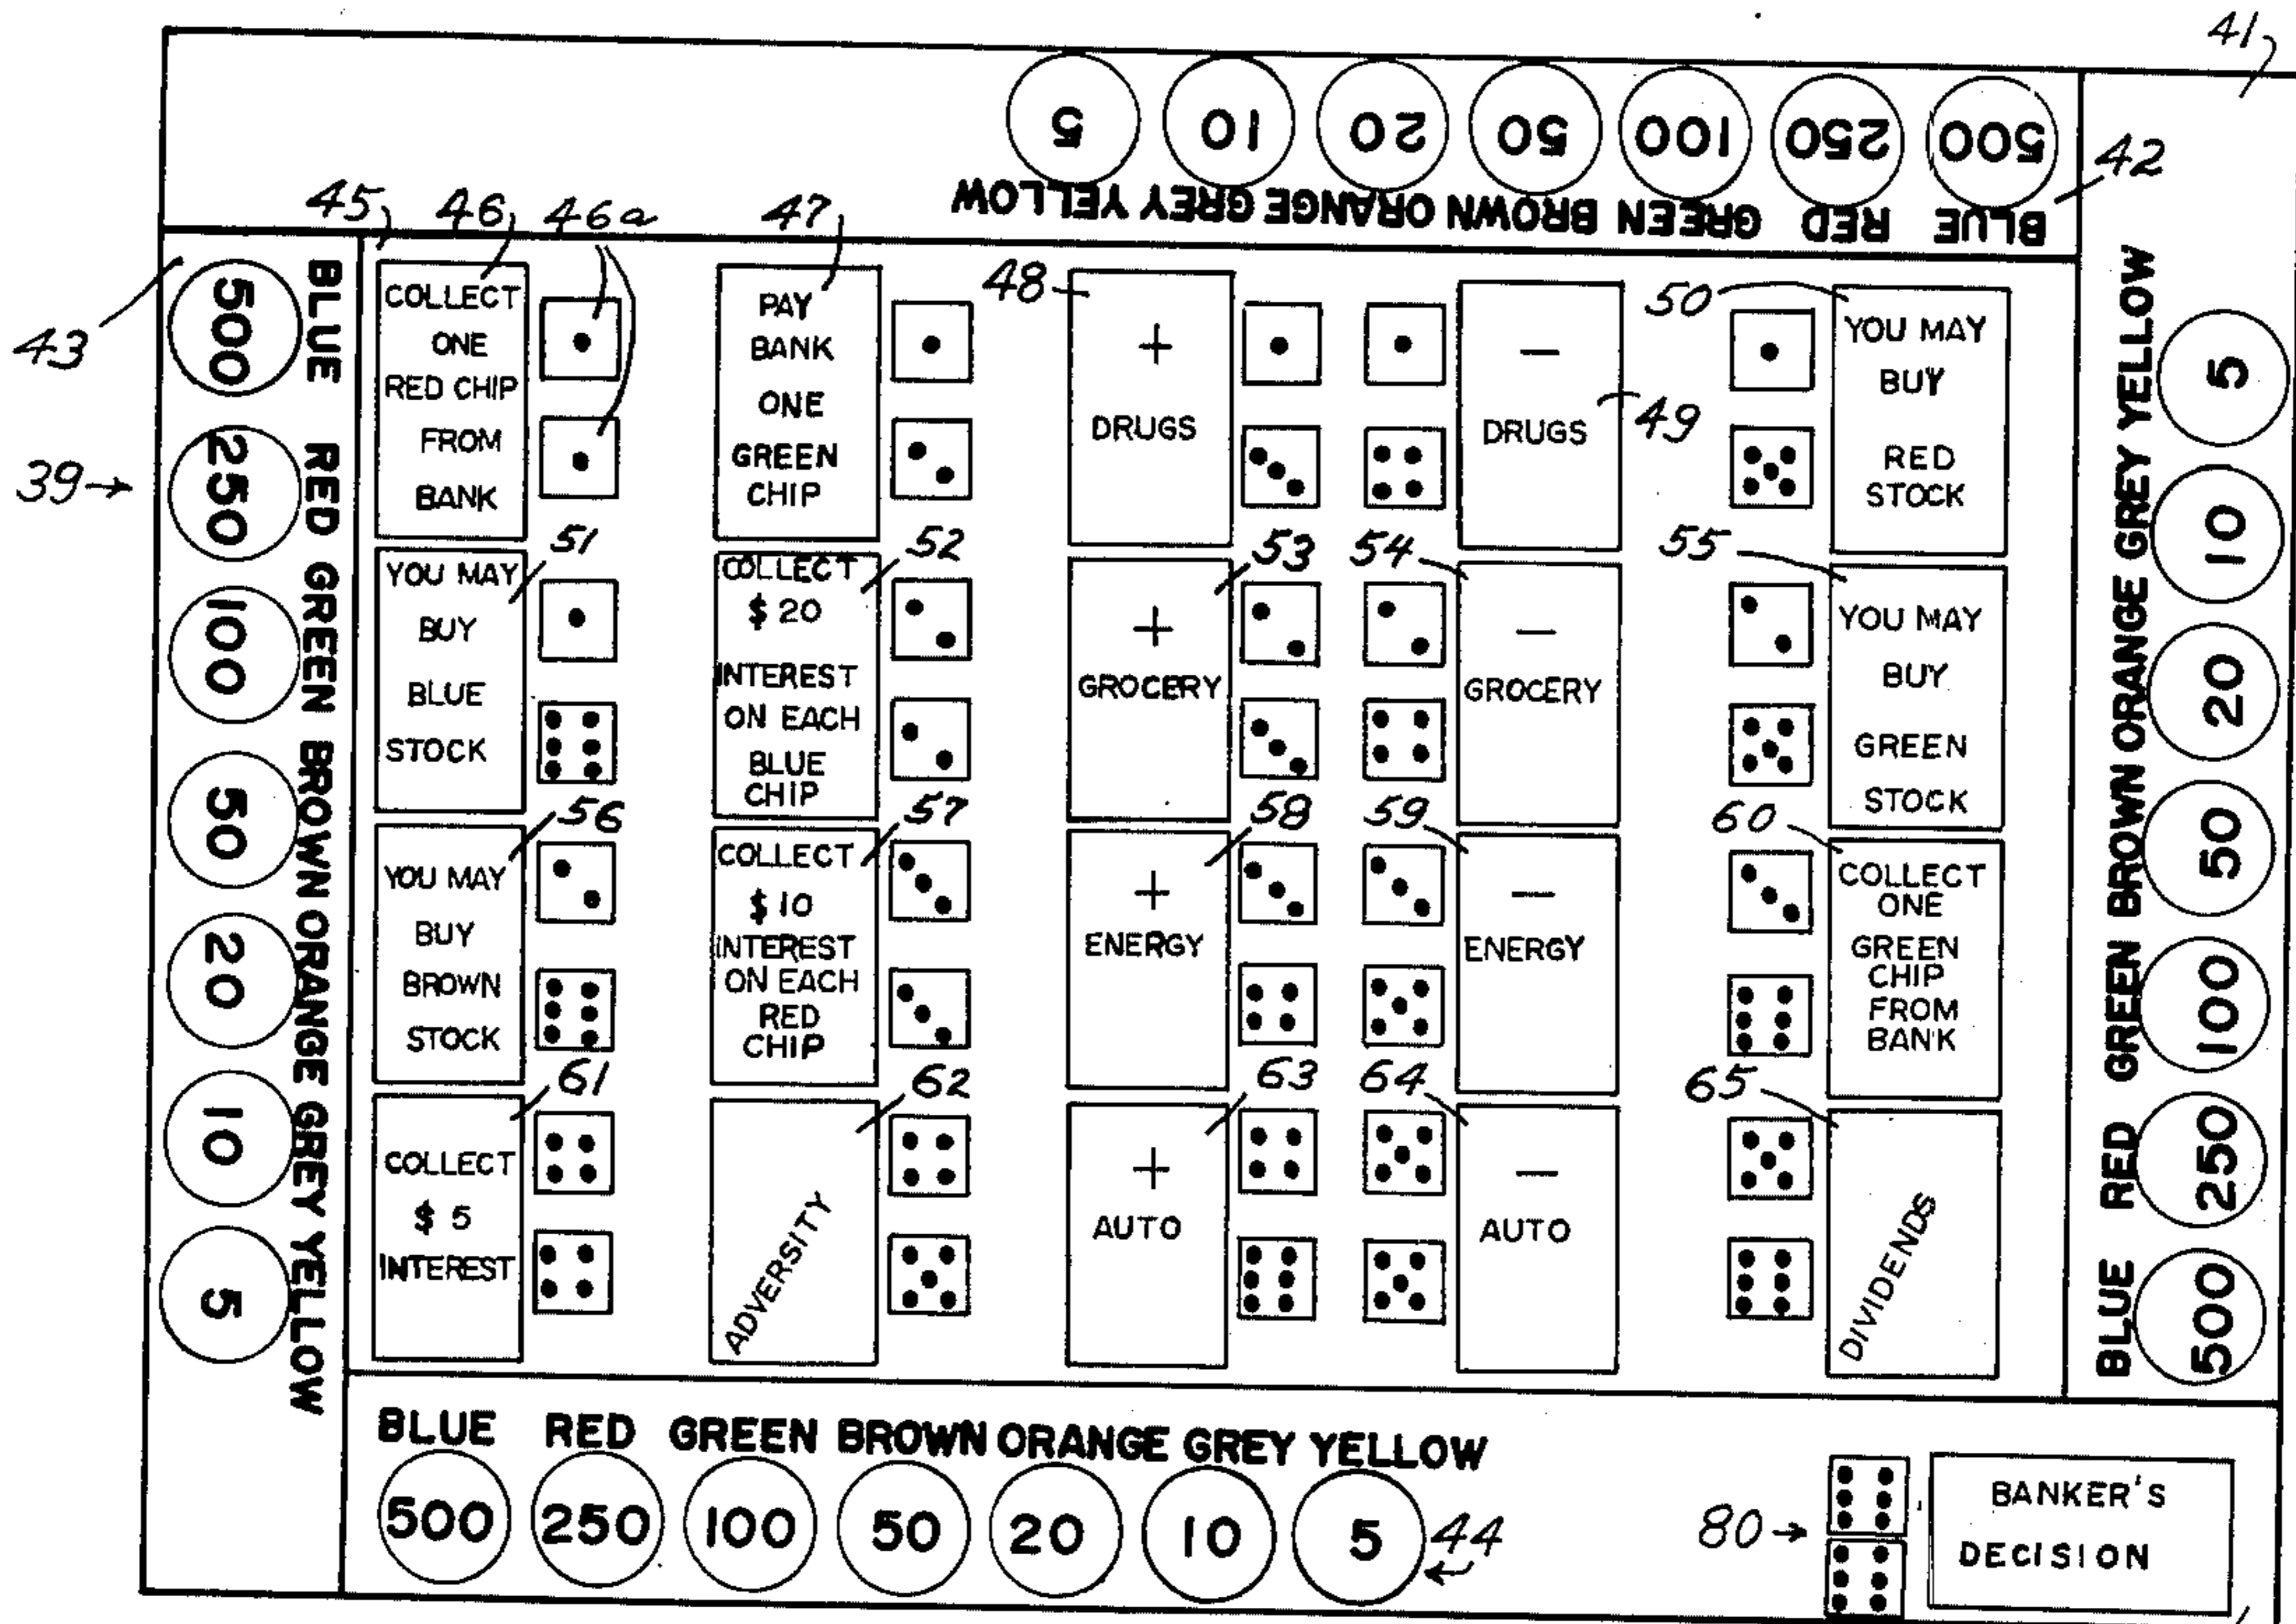 41
5 10 20 50 100 250 500
YELLOW GREY ORANGE BROWN GREEN RED BLUE
42
43
39
500 250 100 50 20 10 5
BLUE RED GREEN BROWN ORANGE GREY YELLOW
45
46
46a
COLLECT
ONE
RED CHIP
FROM
BANK
47
PAY
BANK
ONE
GREEN
CHIP
48
+
DRUGS
49
−
DRUGS
50
YOU MAY
BUY
RED
STOCK
51
YOU MAY
BUY
BLUE
STOCK
52
COLLECT
$ 20
INTEREST
ON EACH
BLUE
CHIP
53
+
GROCERY
54
−
GROCERY
55
YOU MAY
BUY
GREEN
STOCK
56
YOU MAY
BUY
BROWN
STOCK
57
COLLECT
$ 10
INTEREST
ON EACH
RED
CHIP
58
+
ENERGY
59
−
ENERGY
60
COLLECT
ONE
GREEN
CHIP
FROM
BANK
61
COLLECT
$ 5
INTEREST
62
ADVERSITY
63
+
AUTO
64
−
AUTO
65
DIVIDENDS
BLUE RED GREEN BROWN ORANGE GREY YELLOW
500 250 100 50 20 10 5
BLUE RED GREEN BROWN ORANGE GREY YELLOW
500 250 100 50 20 10 5
44
80
BANKER'S
DECISION